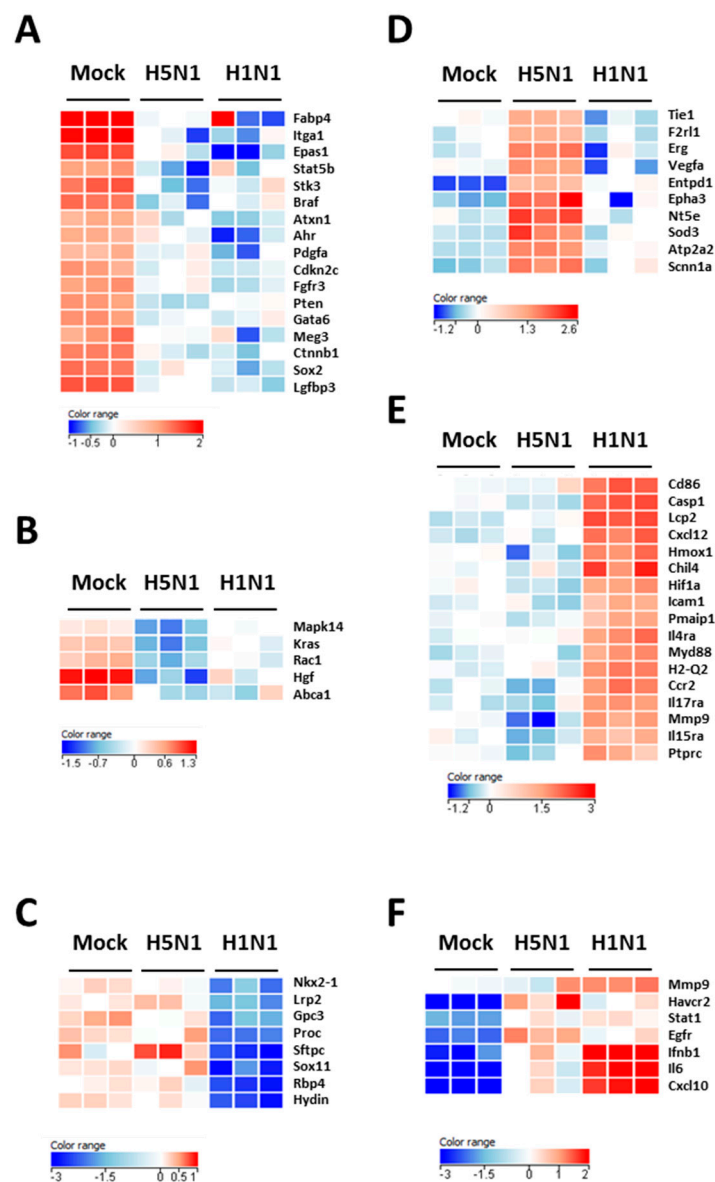 A
Mock H5N1 H1N1
Fabp4
Itga1
Epas1
Stat5b
Stk3
Braf
Atxn1
Ahr
Pdgfa
Cdkn2c
Fgfr3
Pten
Gata6
Meg3
Ctnnb1
Sox2
Lgfbp3
Color range
-1 -0.5 0 1 2
B
Mock H5N1 H1N1
Mapk14
Kras
Rac1
Hgf
Abca1
Color range
-1.5 -0.7 0 0.6 1.3
C
Mock H5N1 H1N1
Nkx2-1
Lrp2
Gpc3
Proc
Sftpc
Sox11
Rbp4
Hydin
Color range
-3 -1.5 0 0.5 1
D
Mock H5N1 H1N1
Tie1
F2rl1
Erg
Vegfa
Entpd1
Epha3
Nt5e
Sod3
Atp2a2
Scnn1a
Color range
-1.2 0 1.3 2.6
E
Mock H5N1 H1N1
Cd86
Casp1
Lcp2
Cxcl12
Hmox1
Chil4
Hif1a
Icam1
Pmaip1
Il4ra
Myd88
H2-Q2
Ccr2
Il17ra
Mmp9
Il15ra
Ptprc
Color range
-1.2 0 1.5 3
F
Mock H5N1 H1N1
Mmp9
Havcr2
Stat1
Egfr
Ifnb1
Il6
Cxcl10
Color range
-3 -1.5 0 1 2